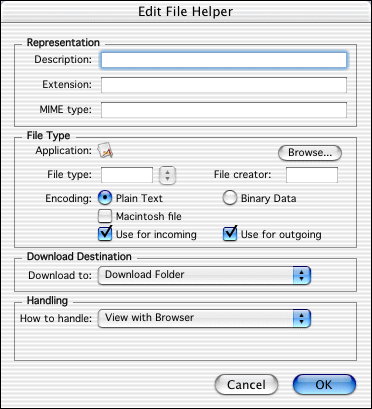 Edit File Helper
Representation
Description:
Extension:
MIME type:
File Type
Application: Browse...
File type: File creator:
Encoding: Plain Text Binary Data
Macintosh file
Use for incoming Use for outgoing
Download Destination
Download to: Download Folder
Handling
How to handle: View with Browser
Cancel OK